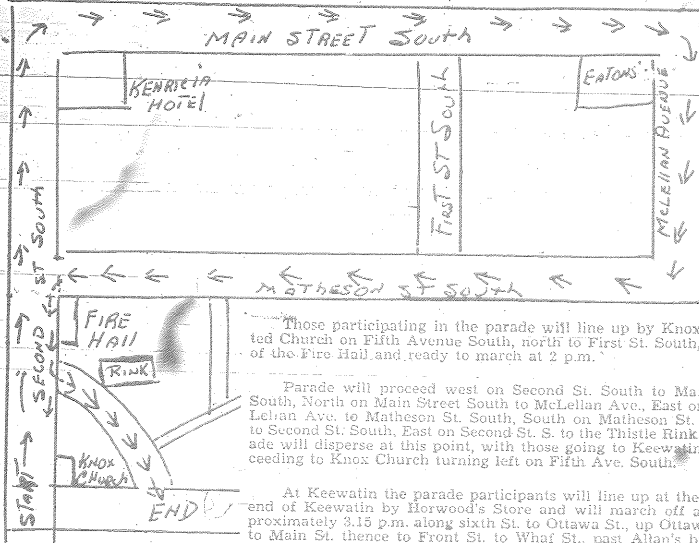 MAIN STREET SOUTH
KENRICIA
HOTEL
FIRST ST SOUTH
EATONS'
MCLELLAN AVENUE
SECOND ST SOUTH
MATHESON ST SOUTH
FIRE
HALL
RINK
KNOX
CHURCH
START
END
Those participating in the parade will line up by Knox
ted Church on Fifth Avenue South, north to First St. South,
of the Fire Hall and ready to march at 2 p.m.
Parade will proceed west on Second St. South to Ma
South, North on Main Street South to McLellan Ave., East on
Lellan Ave. to Matheson St. South, South on Matheson St.
to Second St. South, East on Second St. S. to the Thistle Rink
ade will disperse at this point, with those going to Keewatin
ceeding to Knox Church turning left on Fifth Ave. South.
At Keewatin the parade participants will line up at the
end of Keewatin by Horwood's Store and will march off a
proximately 3.15 p.m. along sixth St. to Ottawa St., up Ottaw
to Main St. thence to Front St. to Whaf St., past Allan's